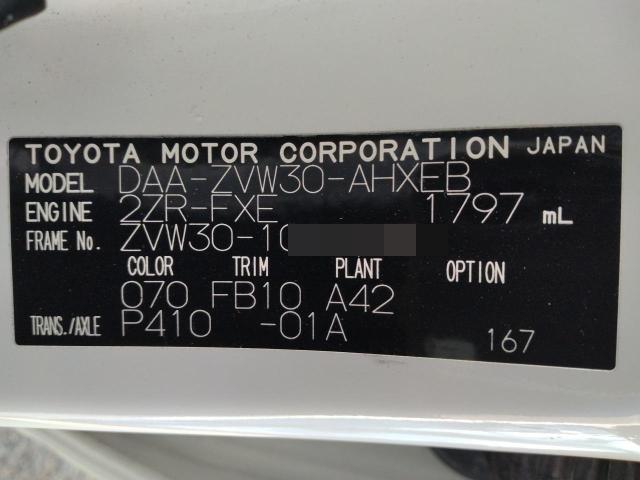 TOYOTA MOTOR CORPORATION JAPAN
MODEL DAA-ZVW30-AHXEB
ENGINE 2ZR-FXE 1797 mL
FRAME No. ZVW30-10
COLOR TRIM PLANT OPTION
070 FB10 A42
TRANS./AXLE P410 -01A 167